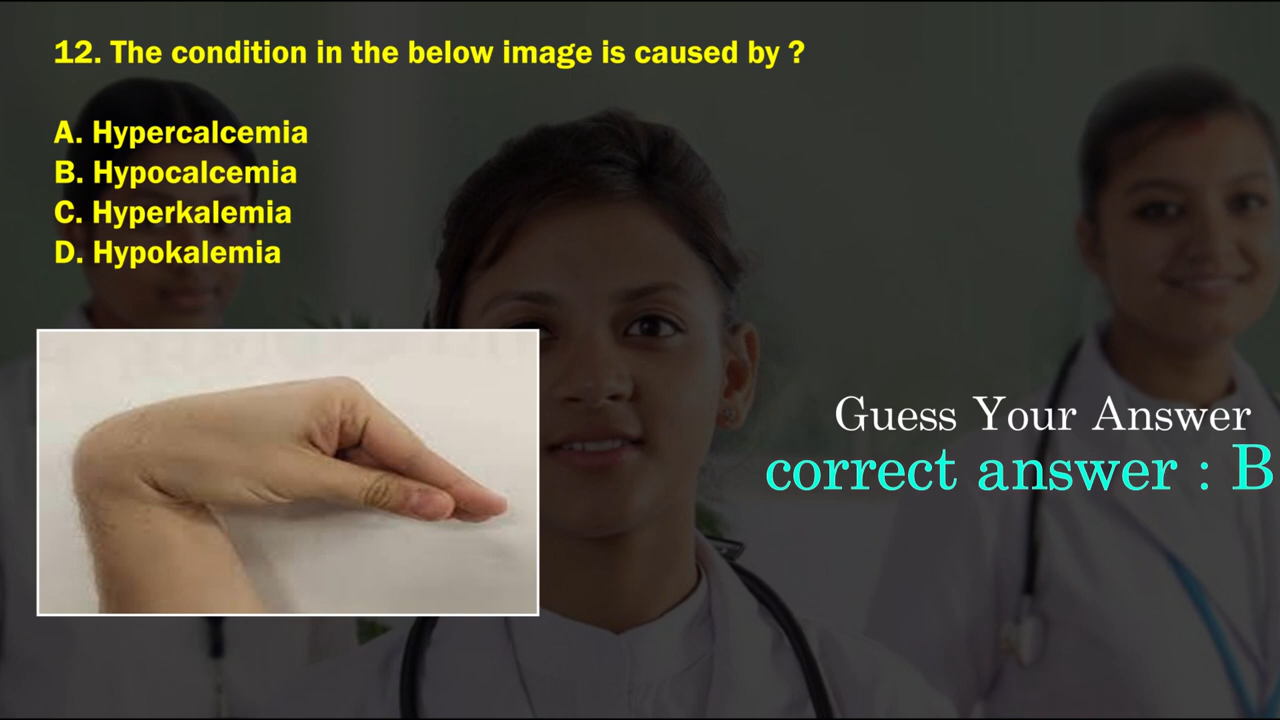 12. The condition in the below image is caused by ?
A. Hypercalcemia
B. Hypocalcemia
C. Hyperkalemia
D. Hypokalemia
Guess Your Answer
correct answer : B